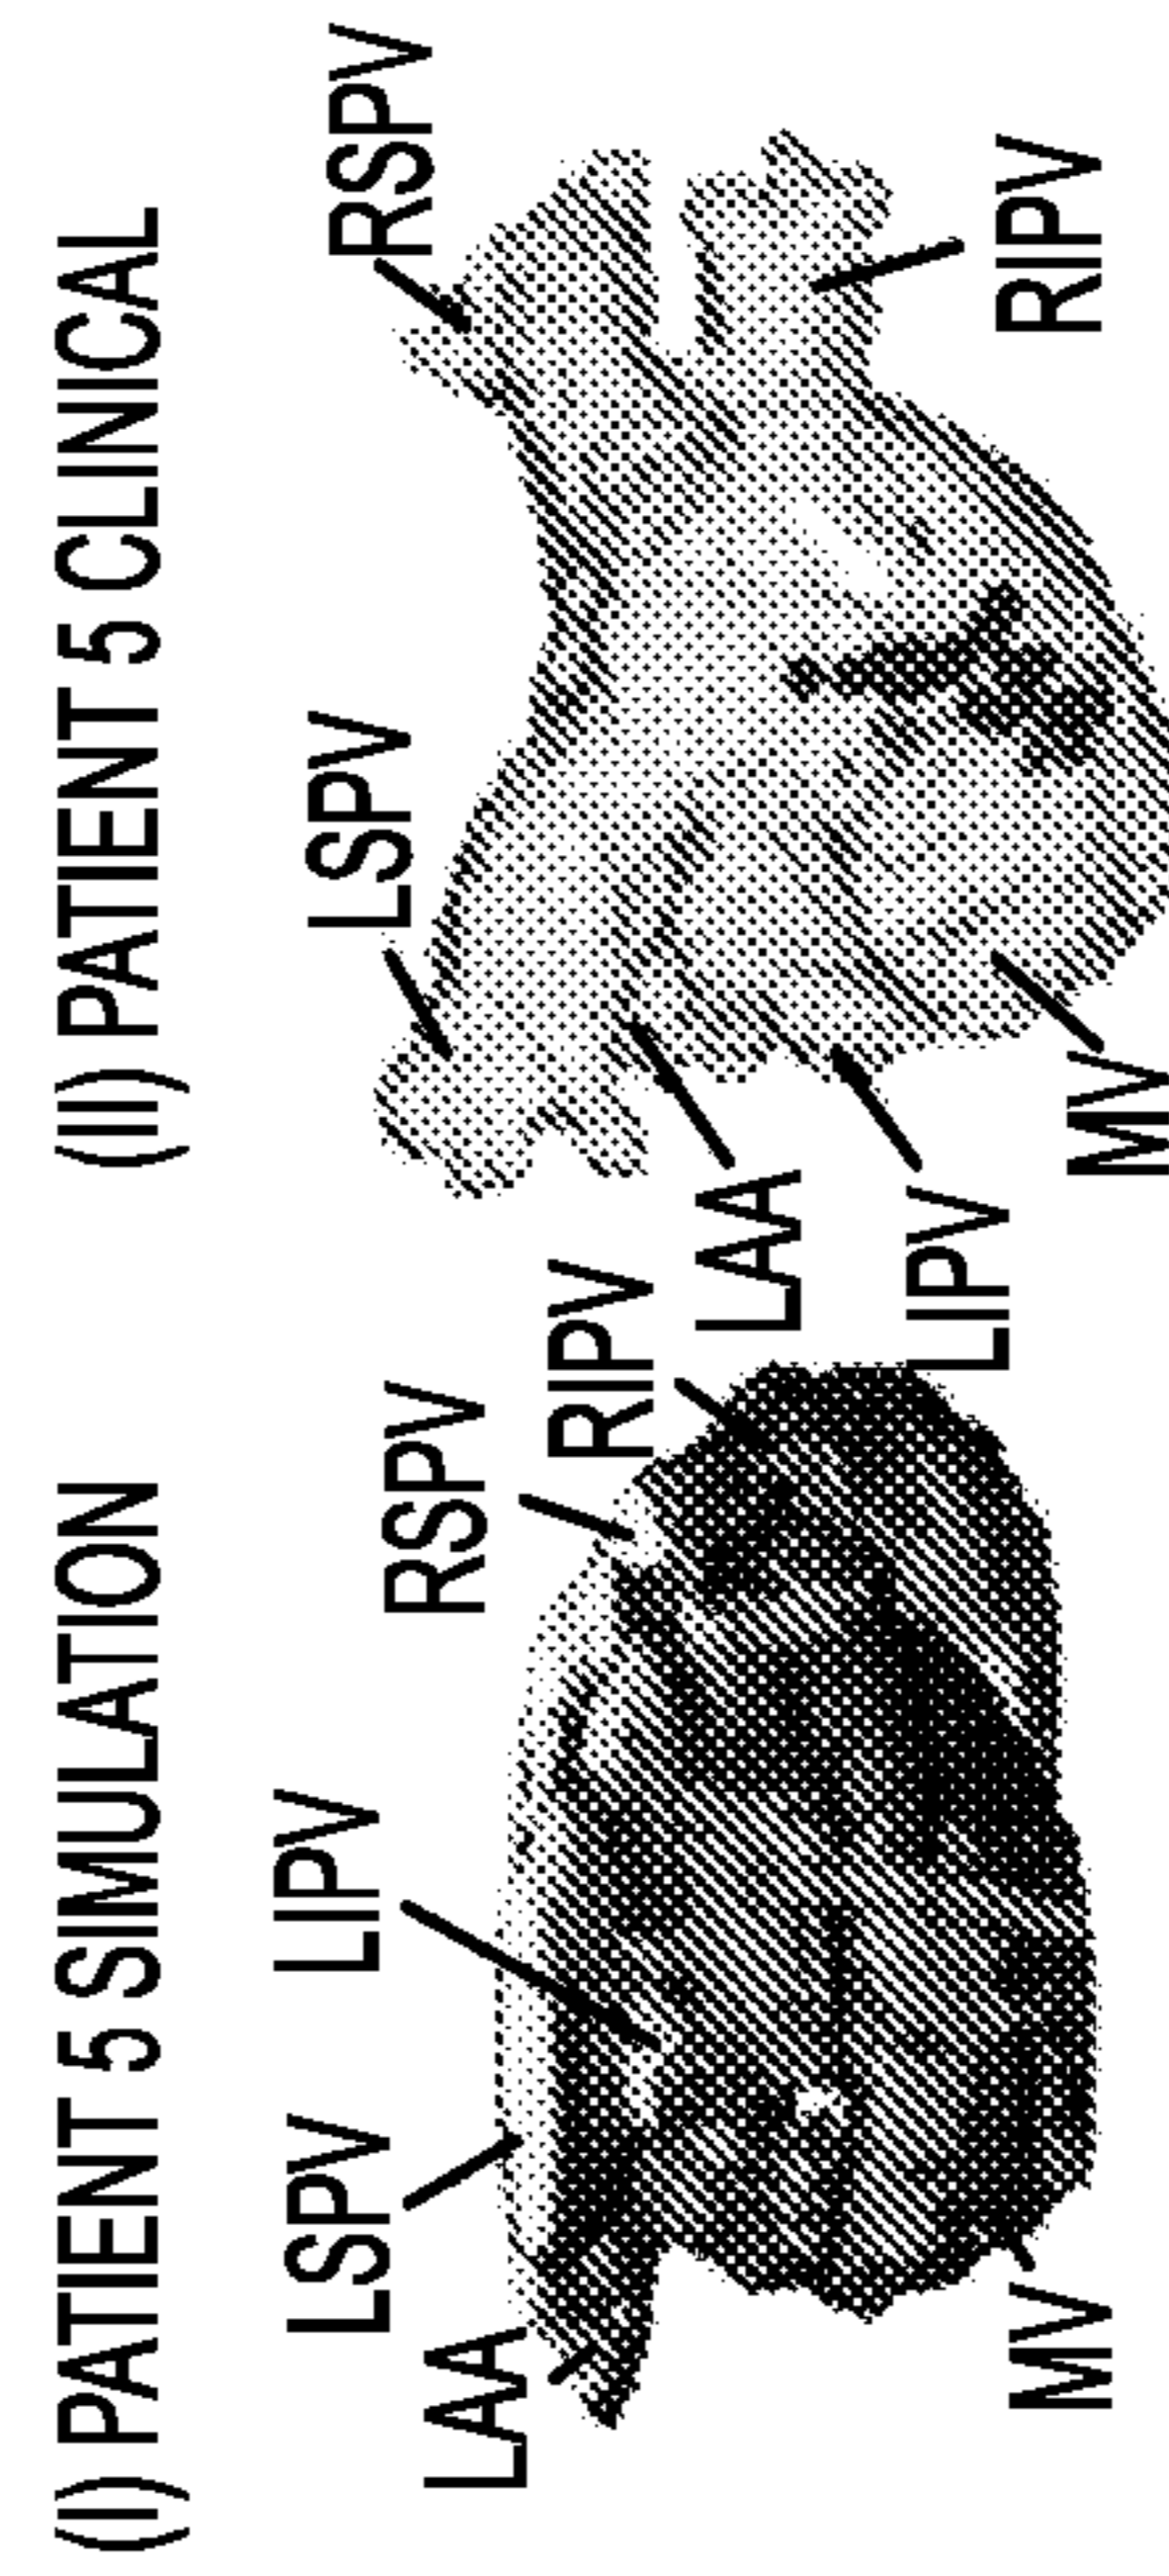 (I) PATIENT 5 SIMULATION
LSPV
LIPV
RSPV
RIPV
LAA
MV
(II) PATIENT 5 CLINICAL
LSPV
RSPV
LAA
LIPV
MV
RIPV